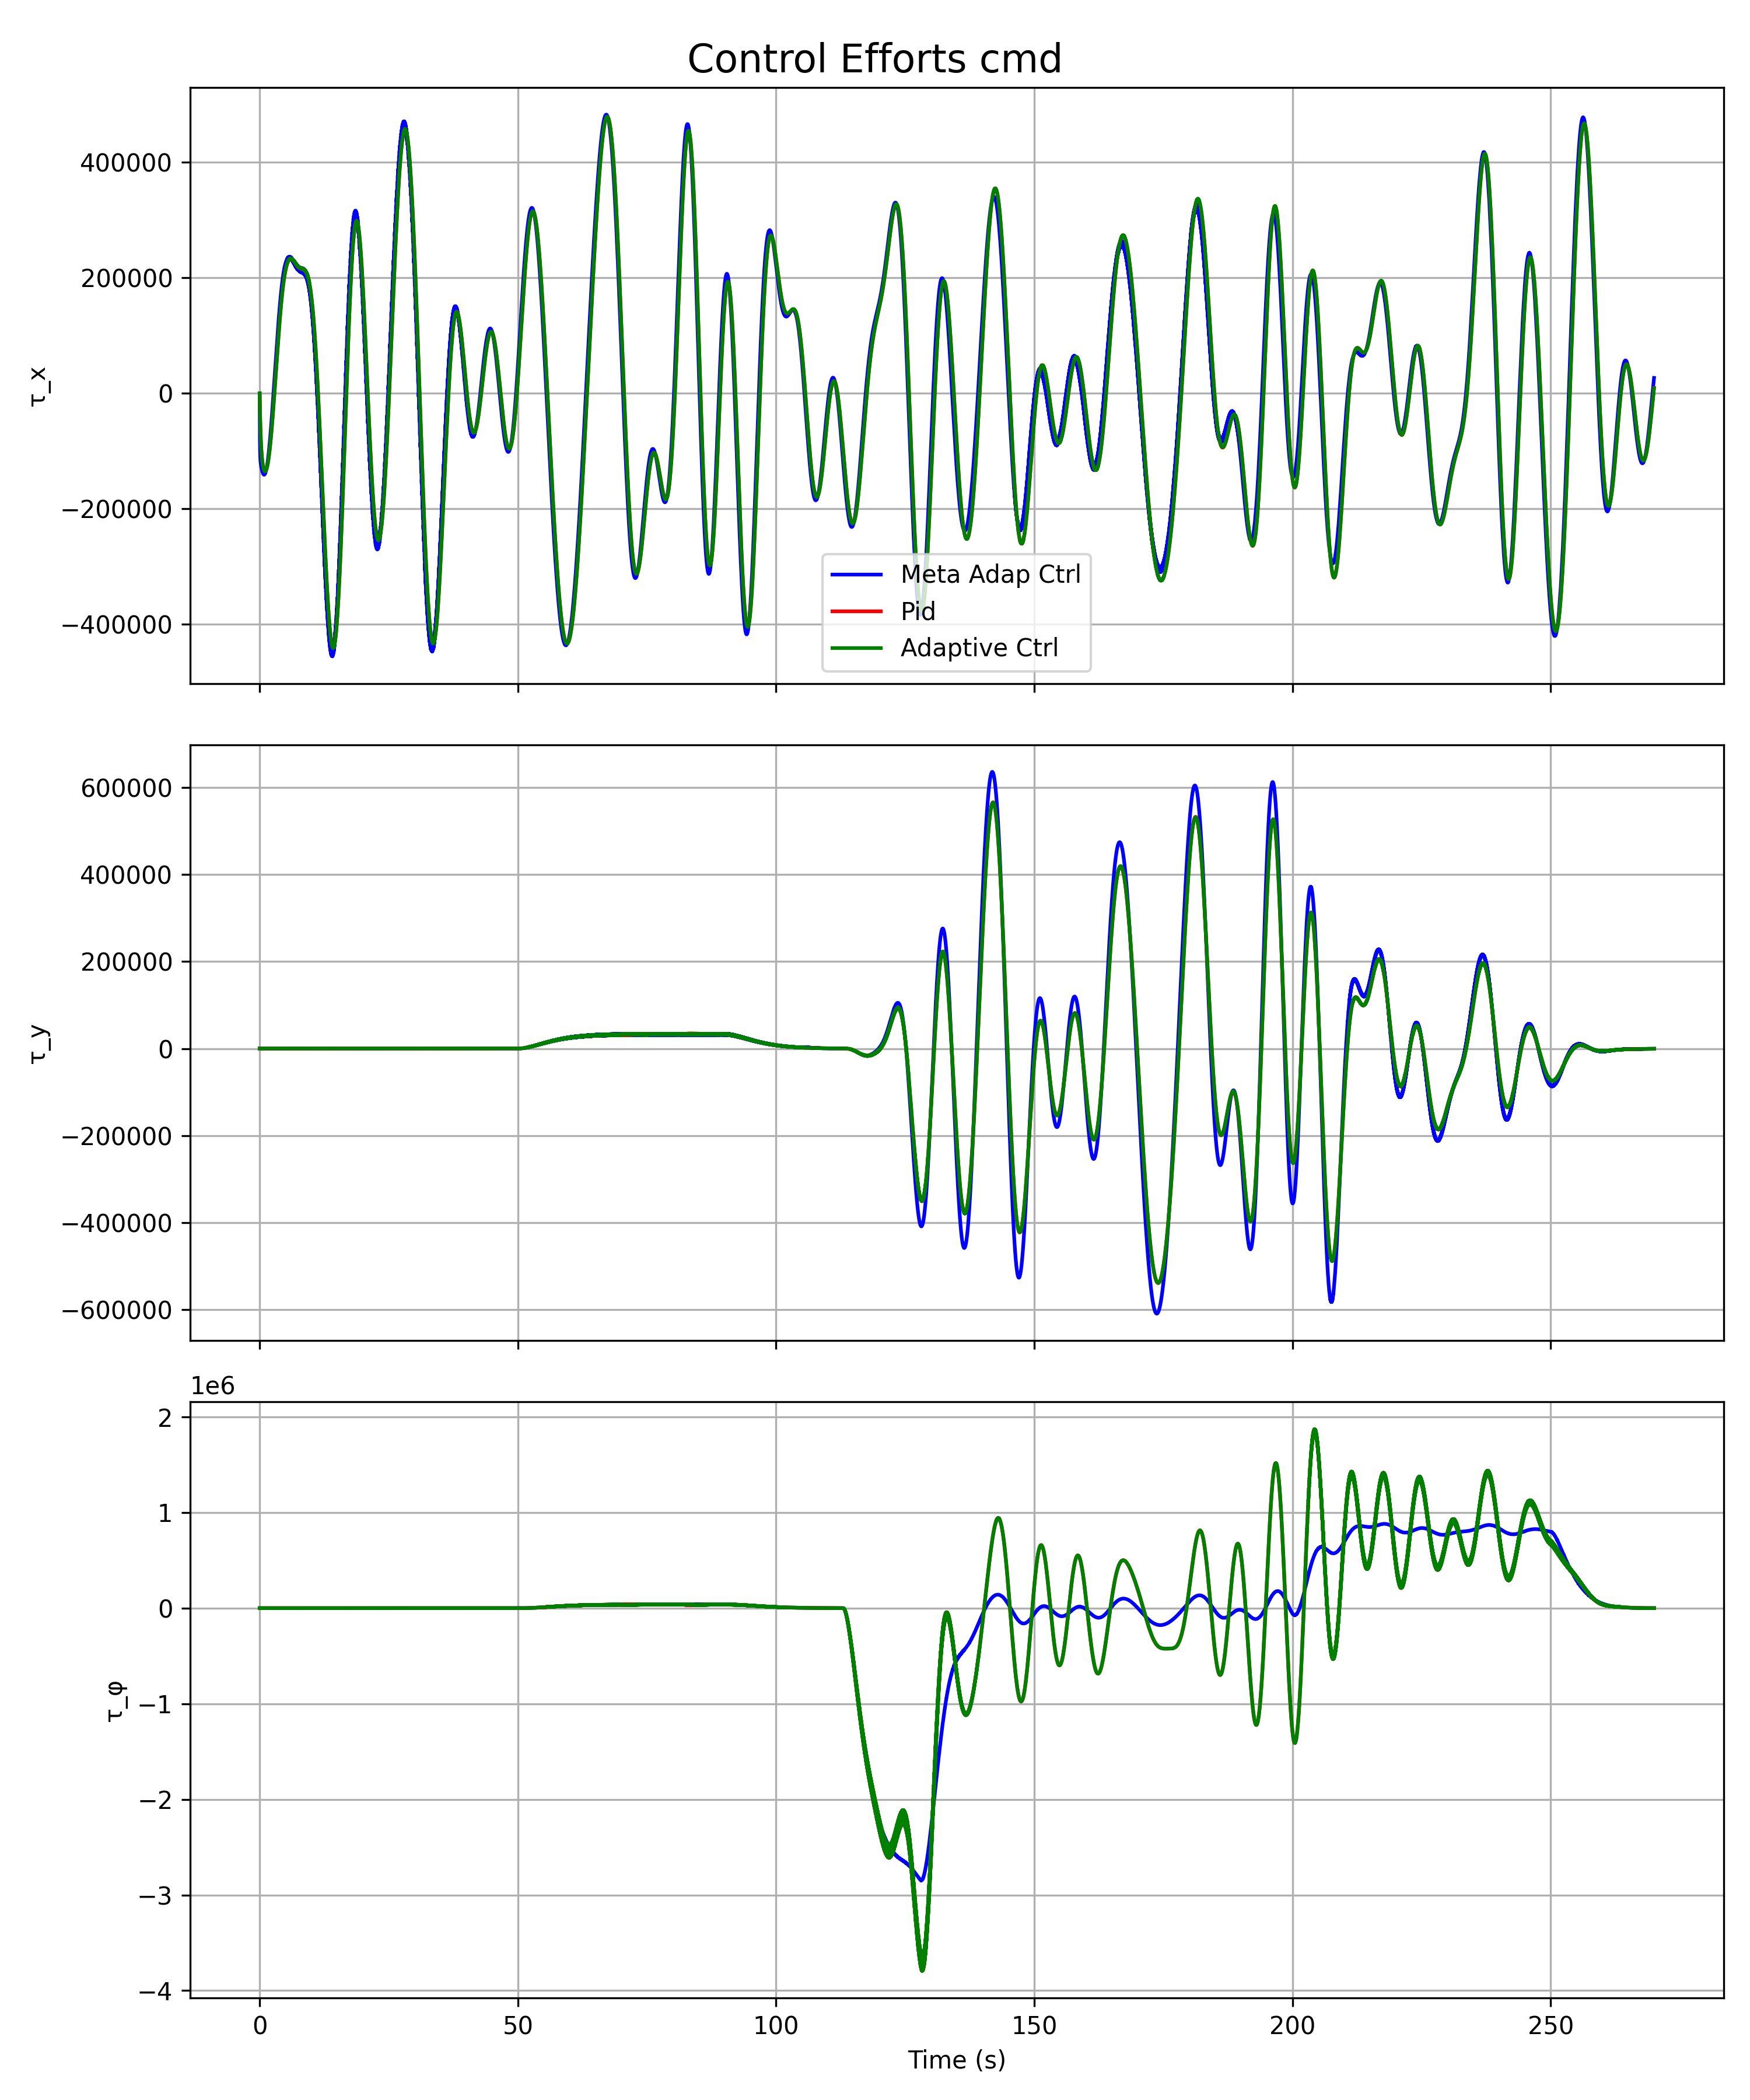 Control Efforts cmd
400000
200000
0
−200000
−400000
τ_x
Meta Adap Ctrl
Pid
Adaptive Ctrl
600000
400000
200000
0
−200000
−400000
−600000
τ_y
1e6
2
1
0
−1
−2
−3
−4
τ_φ
0 50 100 150 200 250
Time (s)